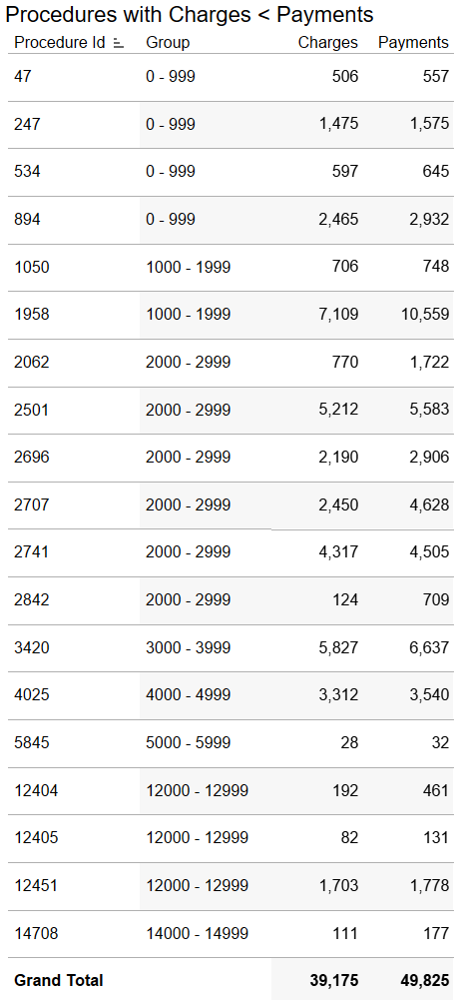 Procedures with Charges < Payments
Procedure Id Group Charges Payments
47 0 - 999 506 557
247 0 - 999 1,475 1,575
534 0 - 999 597 645
894 0 - 999 2,465 2,932
1050 1000 - 1999 706 748
1958 1000 - 1999 7,109 10,559
2062 2000 - 2999 770 1,722
2501 2000 - 2999 5,212 5,583
2696 2000 - 2999 2,190 2,906
2707 2000 - 2999 2,450 4,628
2741 2000 - 2999 4,317 4,505
2842 2000 - 2999 124 709
3420 3000 - 3999 5,827 6,637
4025 4000 - 4999 3,312 3,540
5845 5000 - 5999 28 32
12404 12000 - 12999 192 461
12405 12000 - 12999 82 131
12451 12000 - 12999 1,703 1,778
14708 14000 - 14999 111 177
Grand Total 39,175 49,825